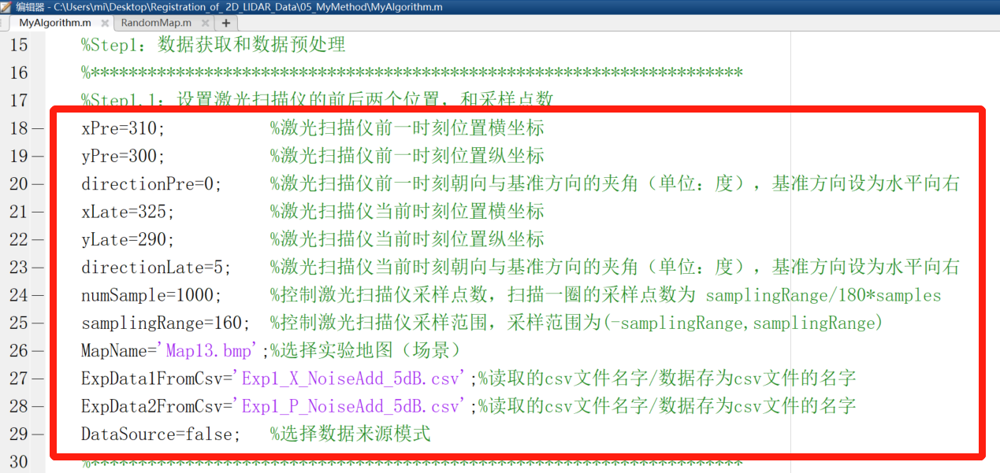 编辑器 - C:\Users\mi\Desktop\Registration_of_2D_LIDAR_Data\05_MyMethod\MyAlgorithm.m
MyAlgorithm.m × RandomMap.m × +
15 %Step1：数据获取和数据预处理
16 %*********************************************************************
17 %Step1.1：设置激光扫描仪的前后两个位置，和采样点数
18 — xPre=310; %激光扫描仪前一时刻位置横坐标
19 — yPre=300; %激光扫描仪前一时刻位置纵坐标
20 — directionPre=0; %激光扫描仪前一时刻朝向与基准方向的夹角（单位：度），基准方向设为水平向右
21 — xLate=325; %激光扫描仪当前时刻位置横坐标
22 — yLate=290; %激光扫描仪当前时刻位置纵坐标
23 — directionLate=5; %激光扫描仪当前时刻朝向与基准方向的夹角（单位：度），基准方向设为水平向右
24 — numSample=1000; %控制激光扫描仪采样点数，扫描一圈的采样点数为 samplingRange/180*samples
25 — samplingRange=160; %控制激光扫描仪采样范围，采样范围为(-samplingRange,samplingRange)
26 — MapName='Map13.bmp';%选择实验地图（场景）
27 — ExpData1FromCsv='Exp1_X_NoiseAdd_5dB.csv';%读取的csv文件名字/数据存为csv文件的名字
28 — ExpData2FromCsv='Exp1_P_NoiseAdd_5dB.csv';%读取的csv文件名字/数据存为csv文件的名字
29 — DataSource=false; %选择数据来源模式
30 %*********************************************************************